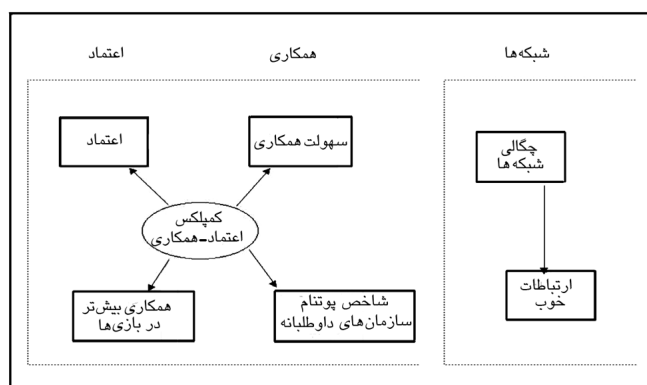 شبکه‌ها
همکاری
اعتماد
چگالی
شبکه ها
سهولت همکاری
اعتماد
کمپلکس
اعتماد-همکاری
ارتباطات
خوب
شاخص پوتنام
سازمان‌های داوطلبانه
همکاری بیش‌تر
در بازی‌ها